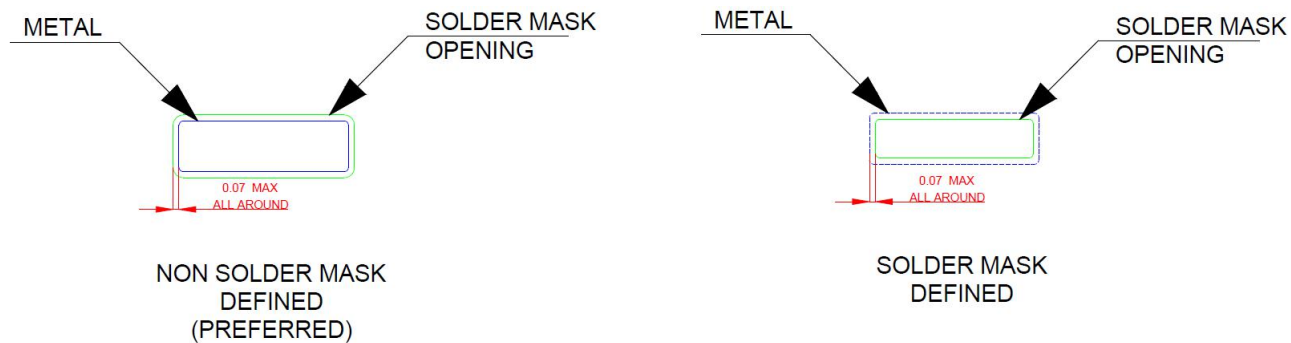 METAL
SOLDER MASK
OPENING
0.07 MAX
ALL AROUND
NON SOLDER MASK
DEFINED
(PREFERRED)
METAL
SOLDER MASK
OPENING
0.07 MAX
ALL AROUND
SOLDER MASK
DEFINED